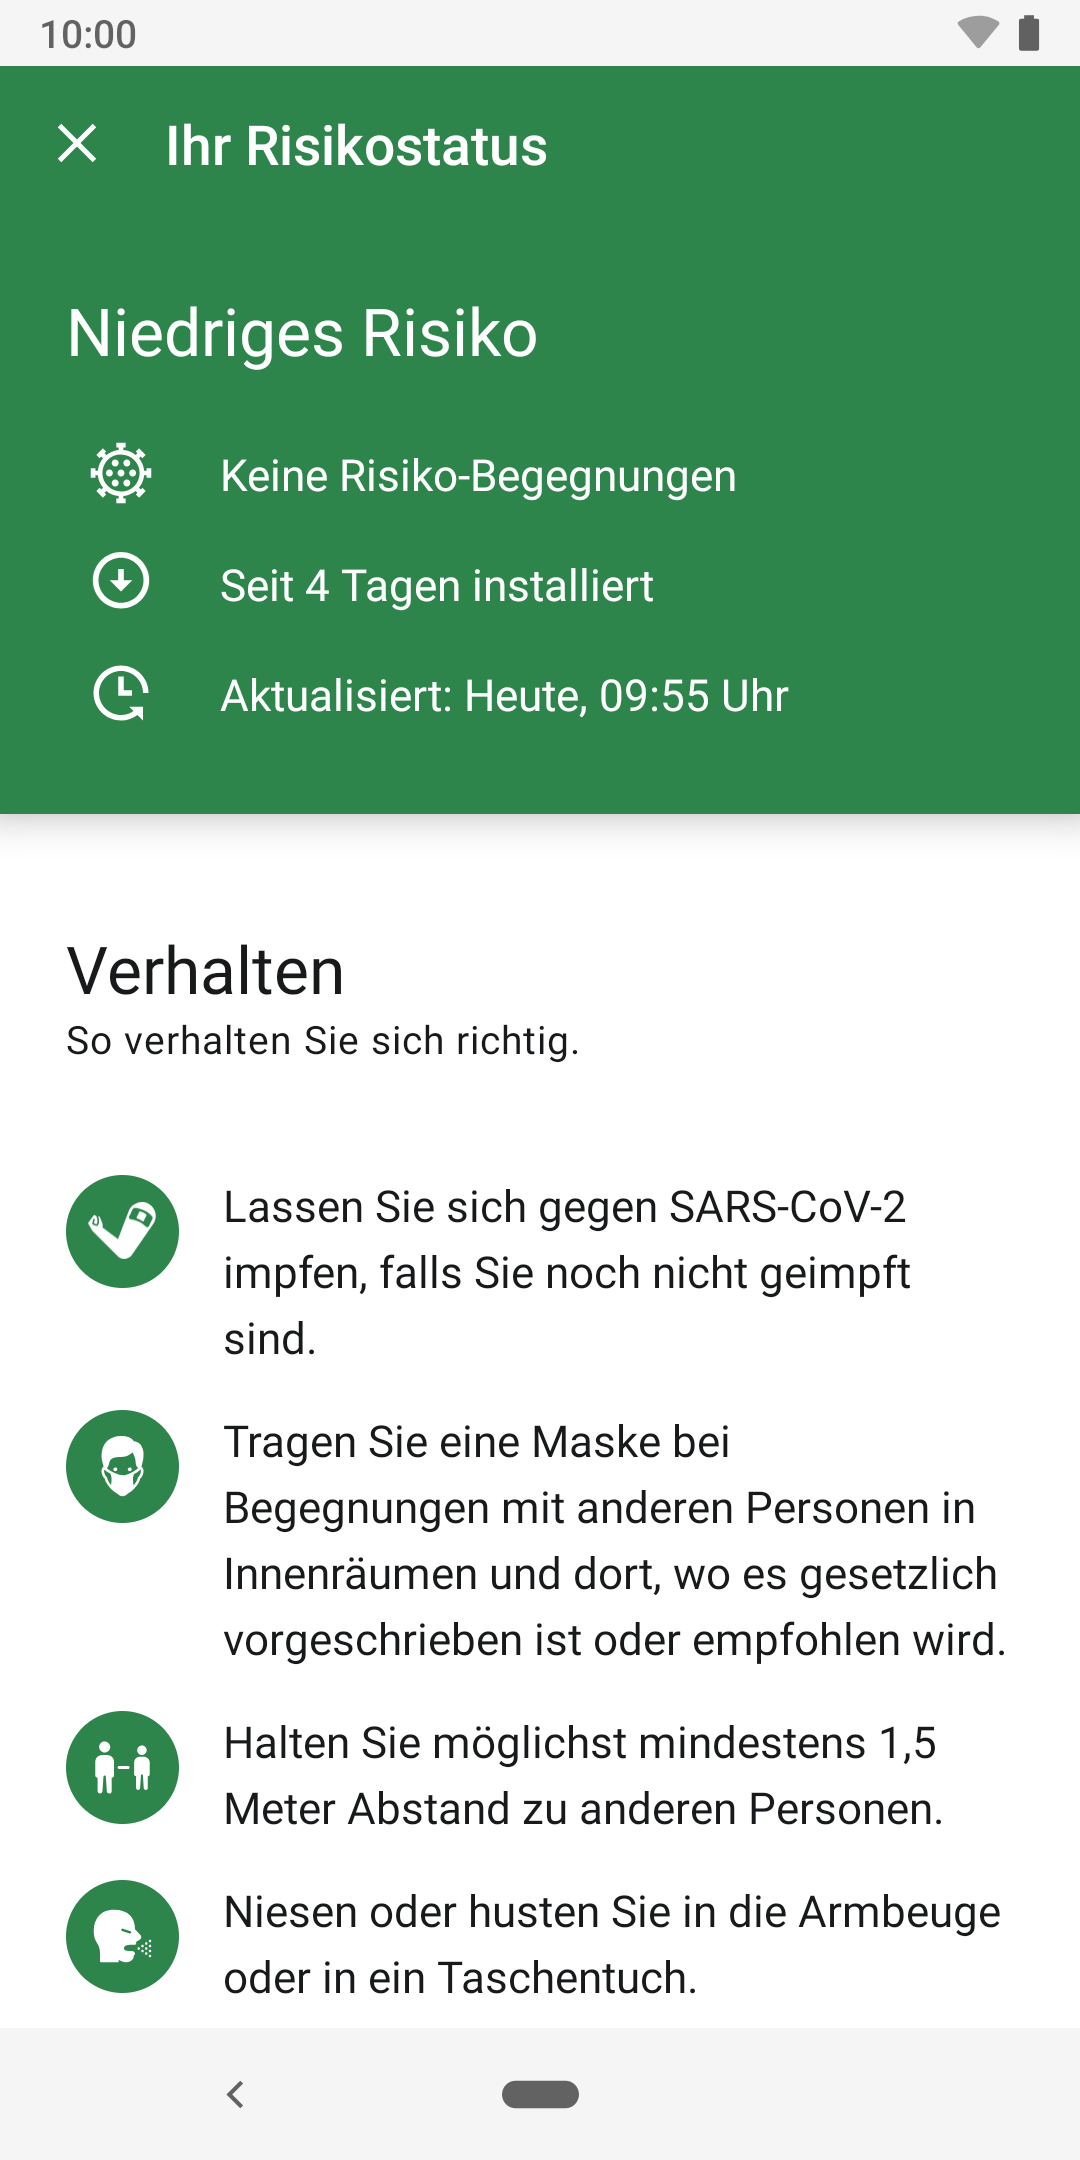 10:00
Ihr Risikostatus
Niedriges Risiko
Keine Risiko-Begegnungen
Seit 4 Tagen installiert
Aktualisiert: Heute, 09:55 Uhr
Verhalten
So verhalten Sie sich richtig.
Lassen Sie sich gegen SARS-CoV-2
impfen, falls Sie noch nicht geimpft
sind.
Tragen Sie eine Maske bei
Begegnungen mit anderen Personen in
Innenräumen und dort, wo es gesetzlich
vorgeschrieben ist oder empfohlen wird.
Halten Sie möglichst mindestens 1,5
Meter Abstand zu anderen Personen.
Niesen oder husten Sie in die Armbeuge
oder in ein Taschentuch.